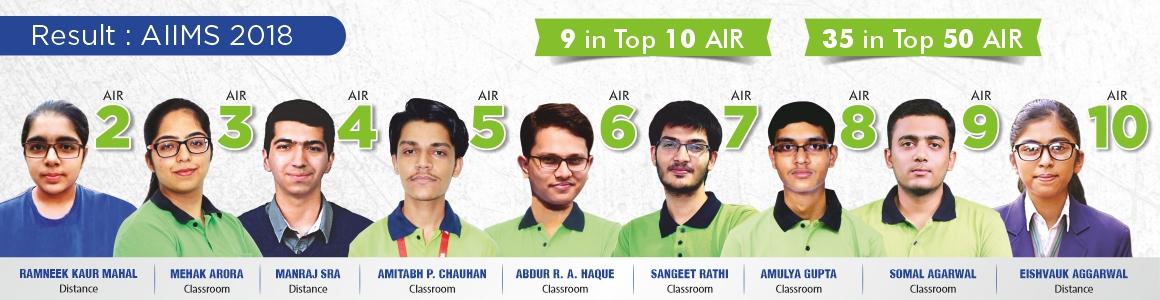 Result : AIIMS 2018
9 in Top 10 AIR
35 in Top 50 AIR
AIR
2
AIR
3
AIR
4
AIR
5
AIR
6
AIR
7
AIR
8
AIR
9
AIR
10
RAMNEEK KAUR MAHAL
Distance
MEHAK ARORA
Classroom
MANRAJ SRA
Distance
AMITABH P. CHAUHAN
Classroom
ABDUR R. A. HAQUE
Classroom
SANGEET RATHI
Classroom
AMULYA GUPTA
Classroom
SOMAL AGARWAL
Classroom
EISHVAUK AGGARWAL
Distance